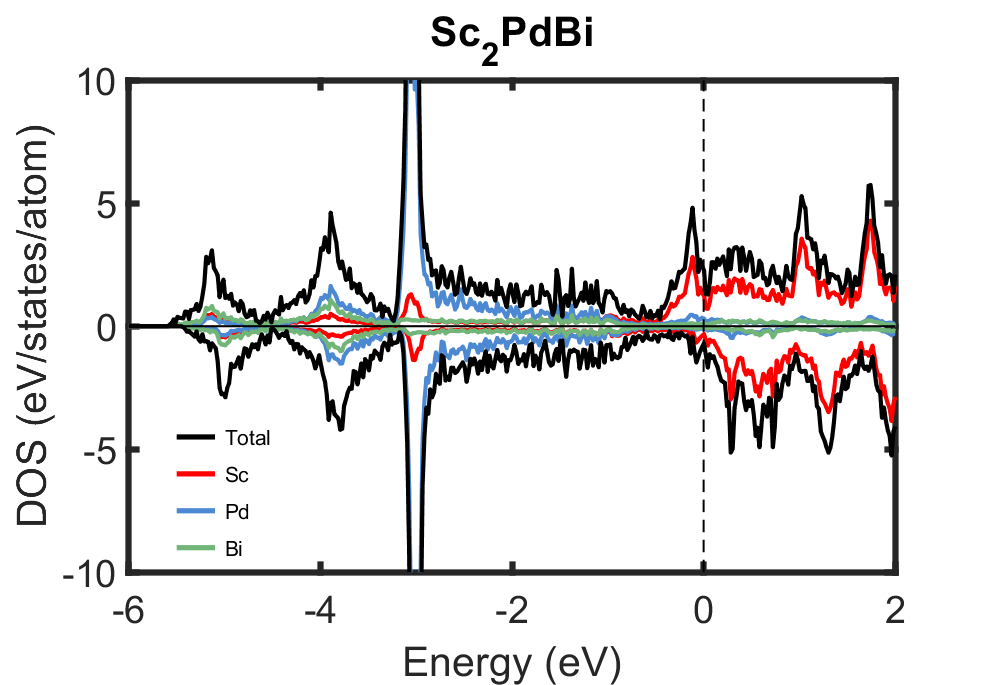 Sc₂PdBi
DOS (eV/states/atom)
10
5
0
-5
-10
Total
Sc
Pd
Bi
-6 -4 -2 0 2
Energy (eV)